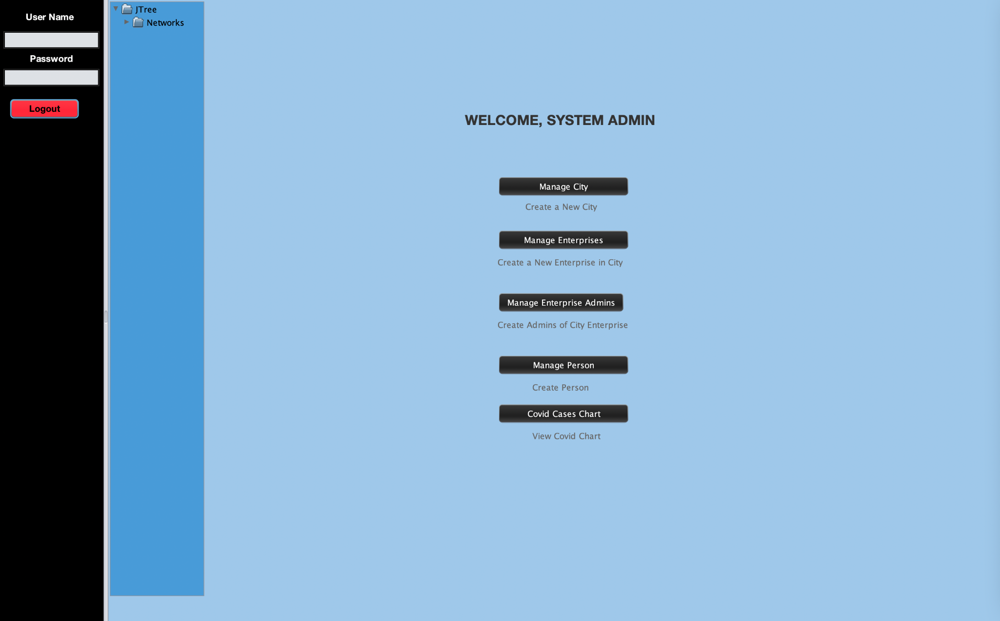 User Name
Password
Logout
JTree
Networks
WELCOME, SYSTEM ADMIN
Manage City
Create a New City
Manage Enterprises
Create a New Enterprise in City
Manage Enterprise Admins
Create Admins of City Enterprise
Manage Person
Create Person
Covid Cases Chart
View Covid Chart